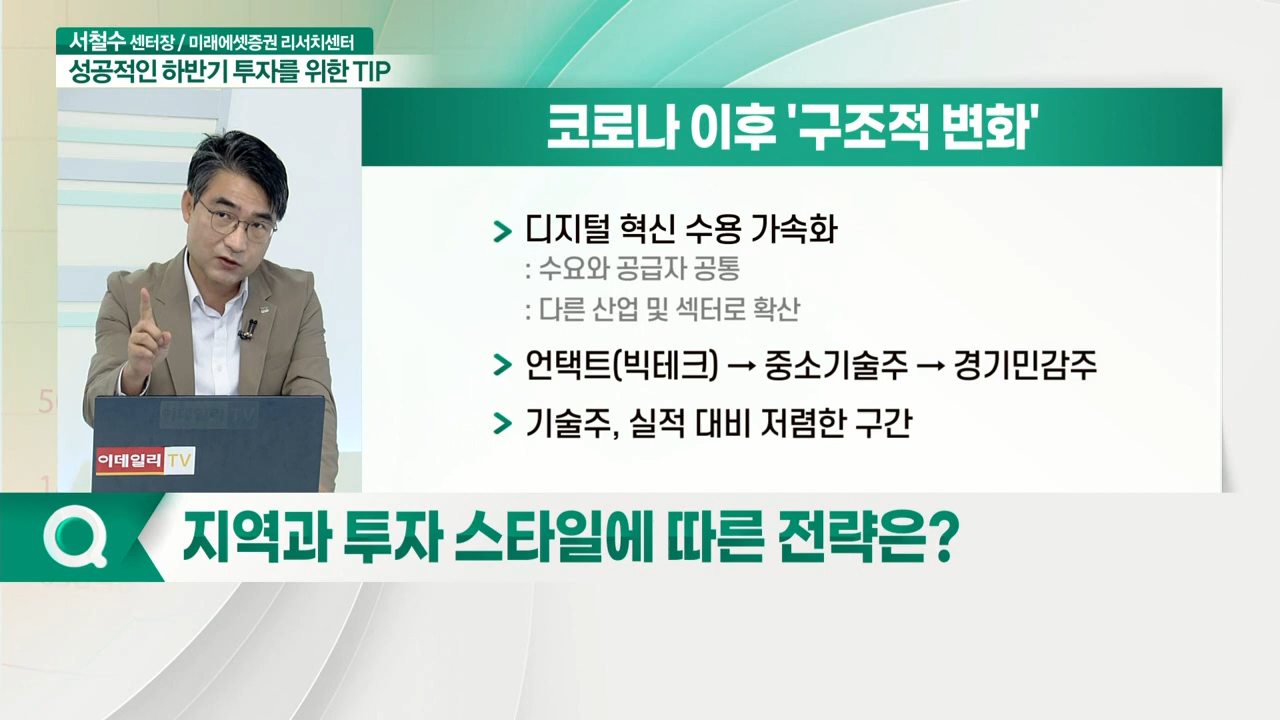 서철수 센터장 / 미래에셋증권 리서치센터
성공적인 하반기 투자를 위한 TIP
코로나 이후 '구조적 변화'
디지털 혁신 수용 가속화
: 수요와 공급자 공통
: 다른 산업 및 섹터로 확산
언택트(빅테크) → 중소기술주 → 경기민감주
기술주, 실적 대비 저렴한 구간
이데일리 TV
이데일리 TV
지역과 투자 스타일에 따른 전략은?